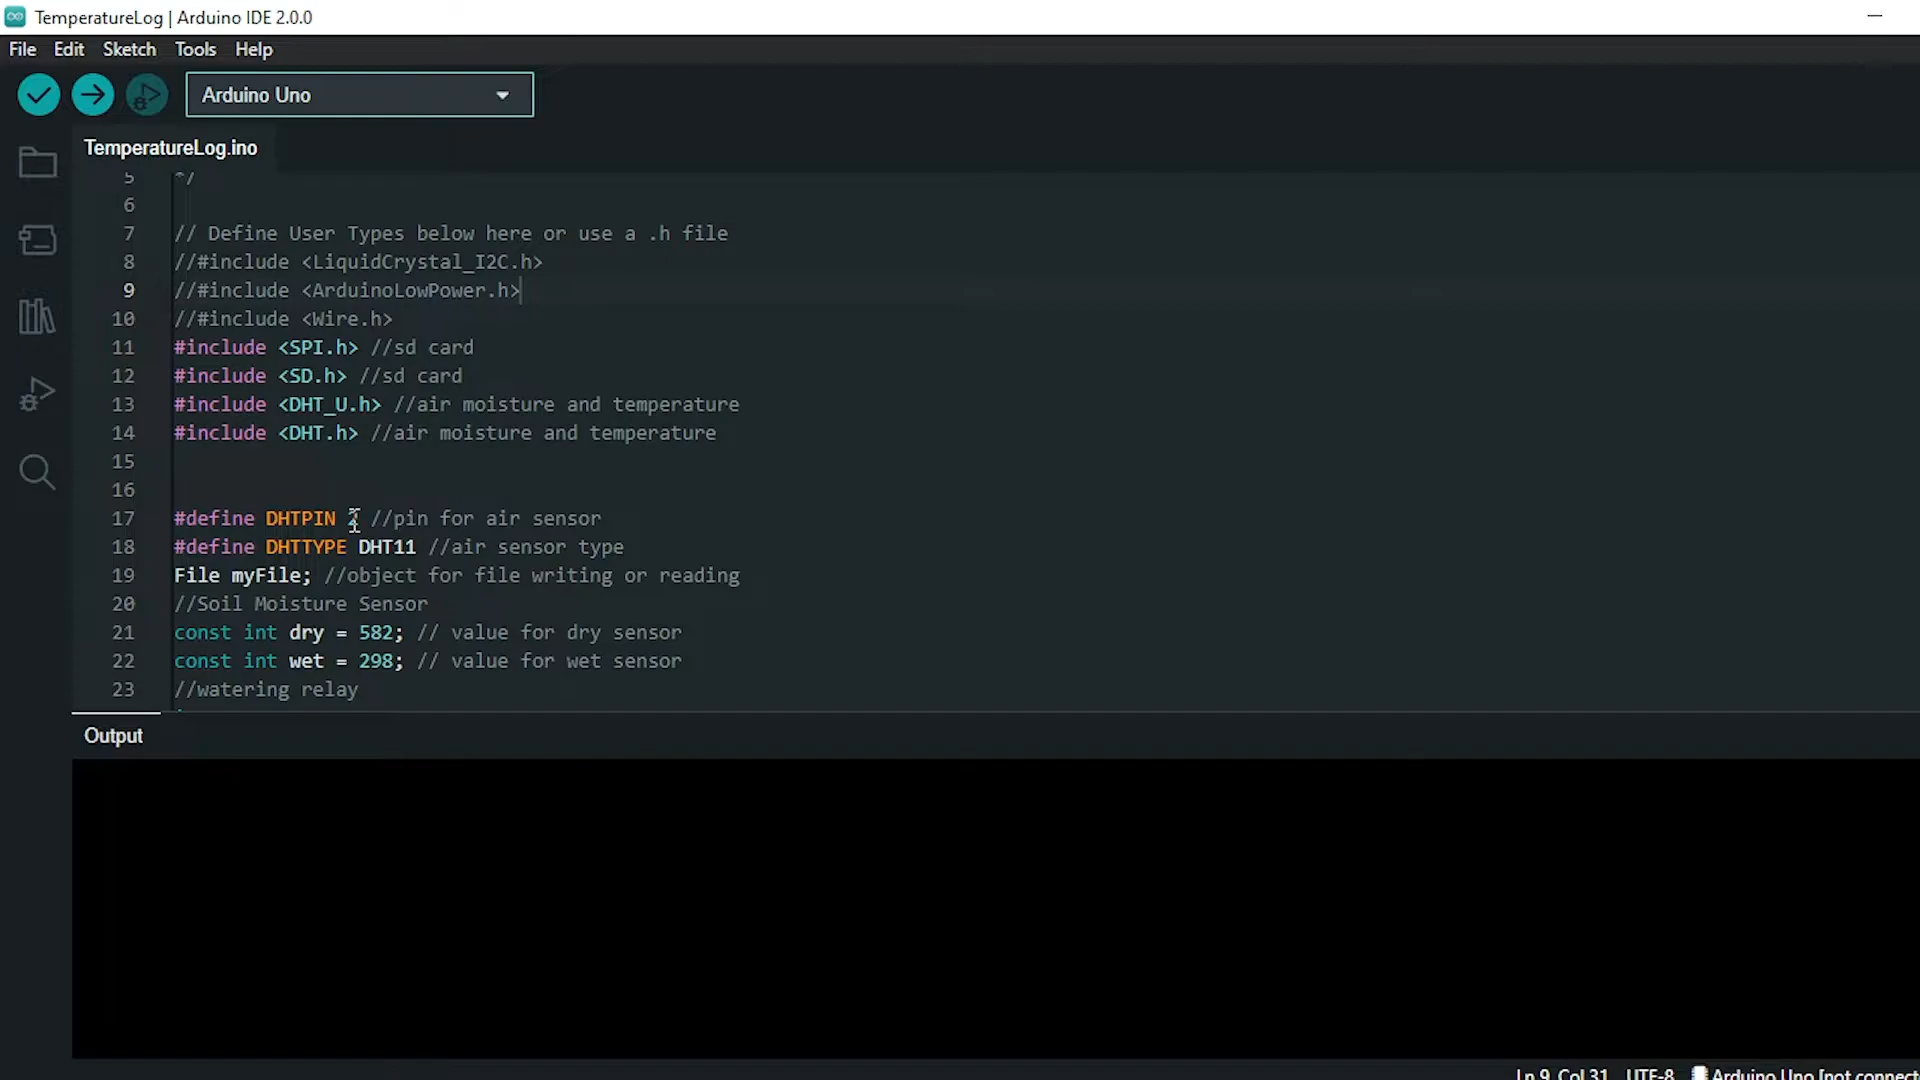 TemperatureLog | Arduino IDE 2.0.0
File Edit Sketch Tools Help
Arduino Uno
TemperatureLog.ino
5 */
6
7 // Define User Types below here or use a .h file
8 //#include <LiquidCrystal_I2C.h>
9 //#include <ArduinoLowPower.h>
10 //#include <Wire.h>
11 #include <SPI.h> //sd card
12 #include <SD.h> //sd card
13 #include <DHT_U.h> //air moisture and temperature
14 #include <DHT.h> //air moisture and temperature
15
16
17 #define DHTPIN 2 //pin for air sensor
18 #define DHTTYPE DHT11 //air sensor type
19 File myFile; //object for file writing or reading
20 //Soil Moisture Sensor
21 const int dry = 582; // value for dry sensor
22 const int wet = 298; // value for wet sensor
23 //watering relay
Output
Ln 9, Col 31 UTF-8 Arduino Uno [not connect